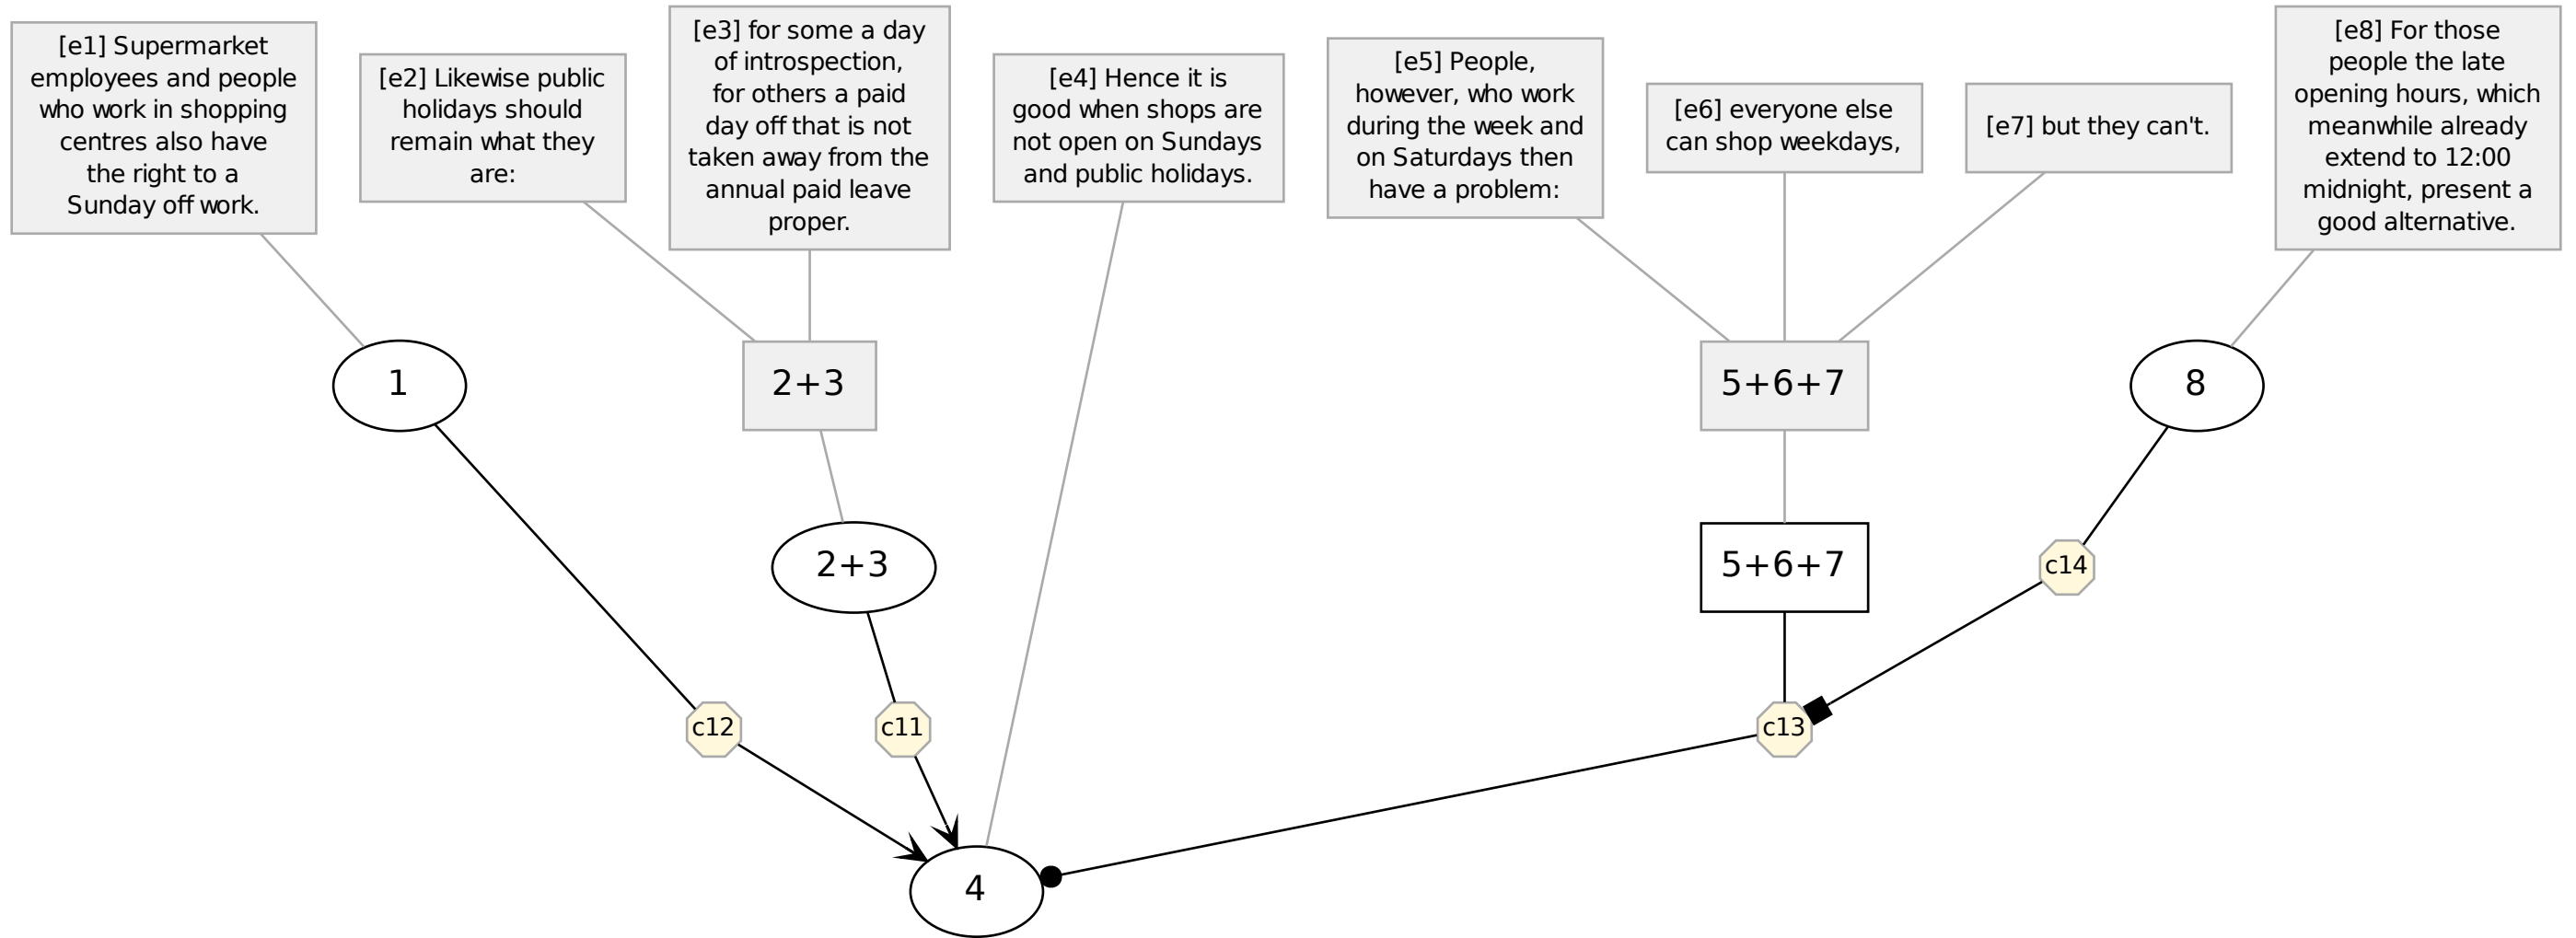 [e1] Supermarket
employees and people
who work in shopping
centres also have
the right to a
Sunday off work.
[e2] Likewise public
holidays should
remain what they
are:
[e3] for some a day
of introspection,
for others a paid
day off that is not
taken away from the
annual paid leave
proper.
[e4] Hence it is
good when shops are
not open on Sundays
and public holidays.
[e5] People,
however, who work
during the week and
on Saturdays then
have a problem:
[e6] everyone else
can shop weekdays,
[e7] but they can't.
[e8] For those
people the late
opening hours, which
meanwhile already
extend to 12:00
midnight, present a
good alternative.
1
2+3
5+6+7
8
2+3
5+6+7
c14
c12
c11
c13
4